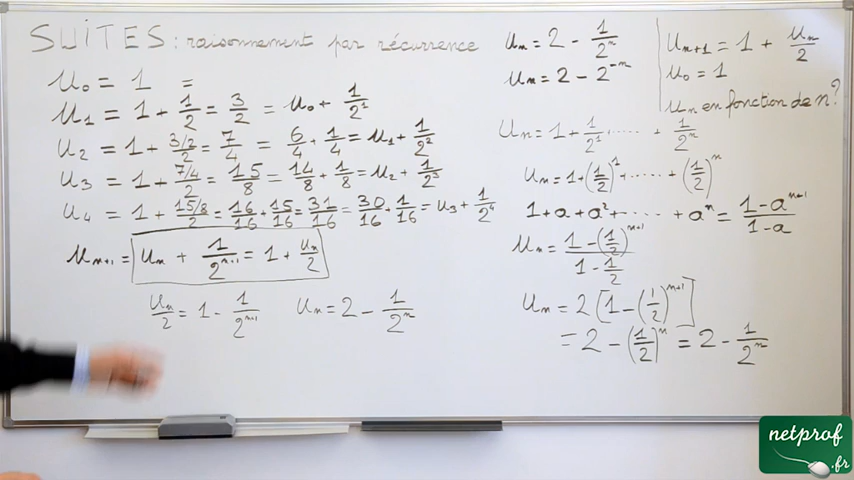 SUITES : raisonnement par récurrence
u₀ = 1 =
u₁ = 1 + 1/2 = 3/2 = u₀ + 1/2¹
u₂ = 1 + (3/2)/2 = 7/4 = 6/4 + 1/4 = u₁ + 1/2²
u₃ = 1 + (7/4)/2 = 15/8 = 14/8 + 1/8 = u₂ + 1/2³
u₄ = 1 + (15/8)/2 = 16/16 + 15/16 = 31/16 = 30/16 + 1/16 = u₃ + 1/2⁴
uₙ₊₁ = uₙ + 1/2ⁿ⁺¹ = 1 + uₙ/2
uₙ/2 = 1 - 1/2ⁿ⁺¹ uₙ = 2 - 1/2ⁿ
uₙ = 2 - 1/2ⁿ
uₙ = 2 - 2⁻ⁿ
uₙ₊₁ = 1 + uₙ/2
u₀ = 1
uₙ en fonction de n ?
uₙ = 1 + 1/2¹ ..... + 1/2ⁿ
uₙ = 1 + (1/2)¹ + ..... + (1/2)ⁿ
1 + a + a² + ..... + aⁿ = (1 - aⁿ⁺¹)/(1 - a)
uₙ = (1 - (1/2)ⁿ⁺¹)/(1 - 1/2)
uₙ = 2 [1 - (1/2)ⁿ⁺¹]
= 2 - (1/2)ⁿ = 2 - 1/2ⁿ
netprof
.fr